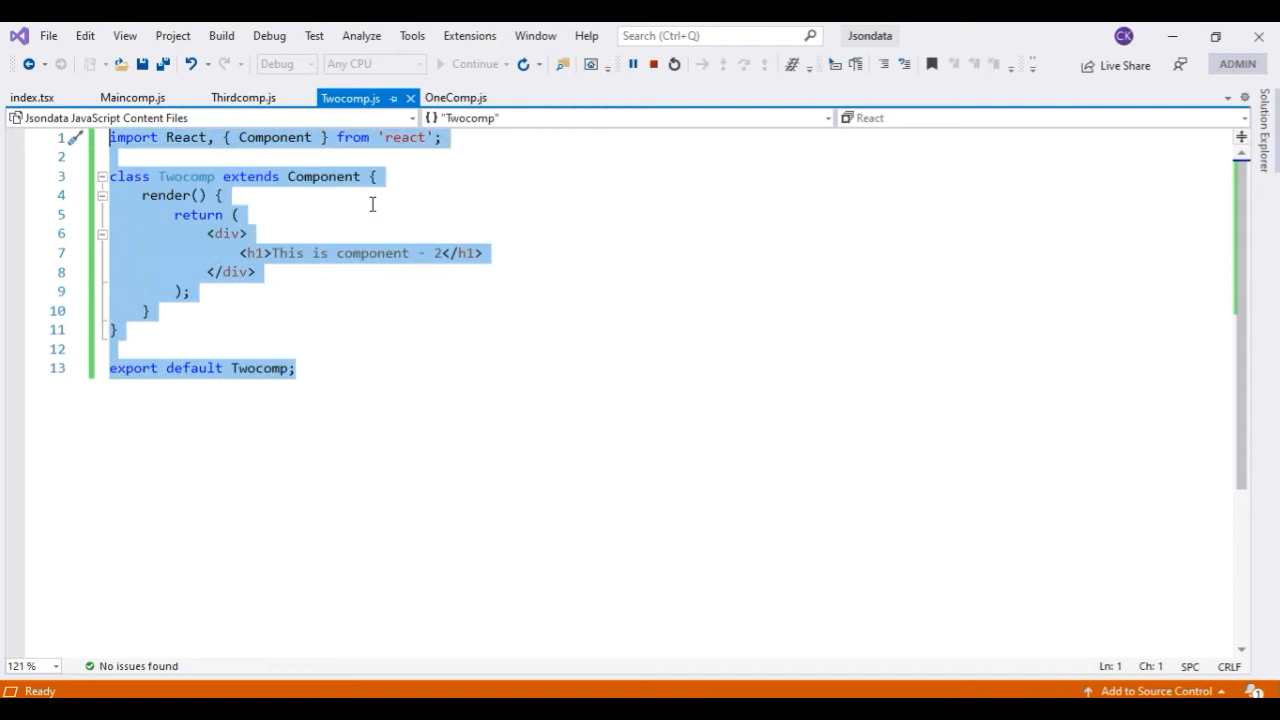 File Edit View Project Build Debug Test Analyze Tools Extensions Window Help Search (Ctrl+Q) Jsondata CK
Debug Any CPU Continue Live Share ADMIN
index.tsx Maincomp.js Thirdcomp.js Twocomp.js OneComp.js
Jsondata JavaScript Content Files {} "Twocomp" React
Solution Explorer
1 import React, { Component } from 'react';
2
3 class Twocomp extends Component {
4 render() {
5 return (
6 <div>
7 <h1>This is component - 2</h1>
8 </div>
9 );
10 }
11 }
12
13 export default Twocomp;
121 % No issues found Ln: 1 Ch: 1 SPC CRLF
Ready Add to Source Control 1